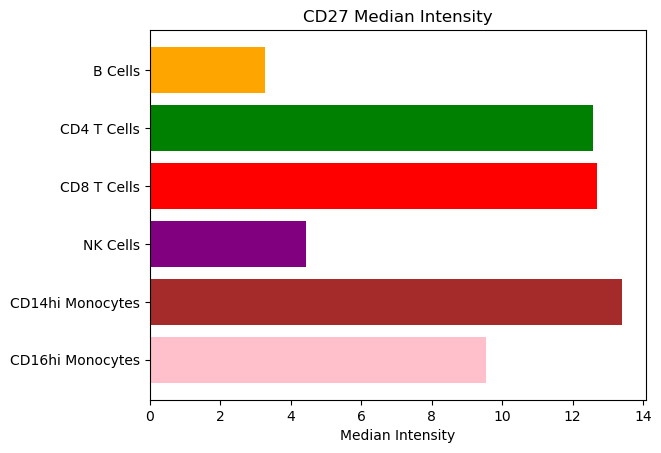 CD27 Median Intensity
B Cells
CD4 T Cells
CD8 T Cells
NK Cells
CD14hi Monocytes
CD16hi Monocytes
0 2 4 6 8 10 12 14
Median Intensity